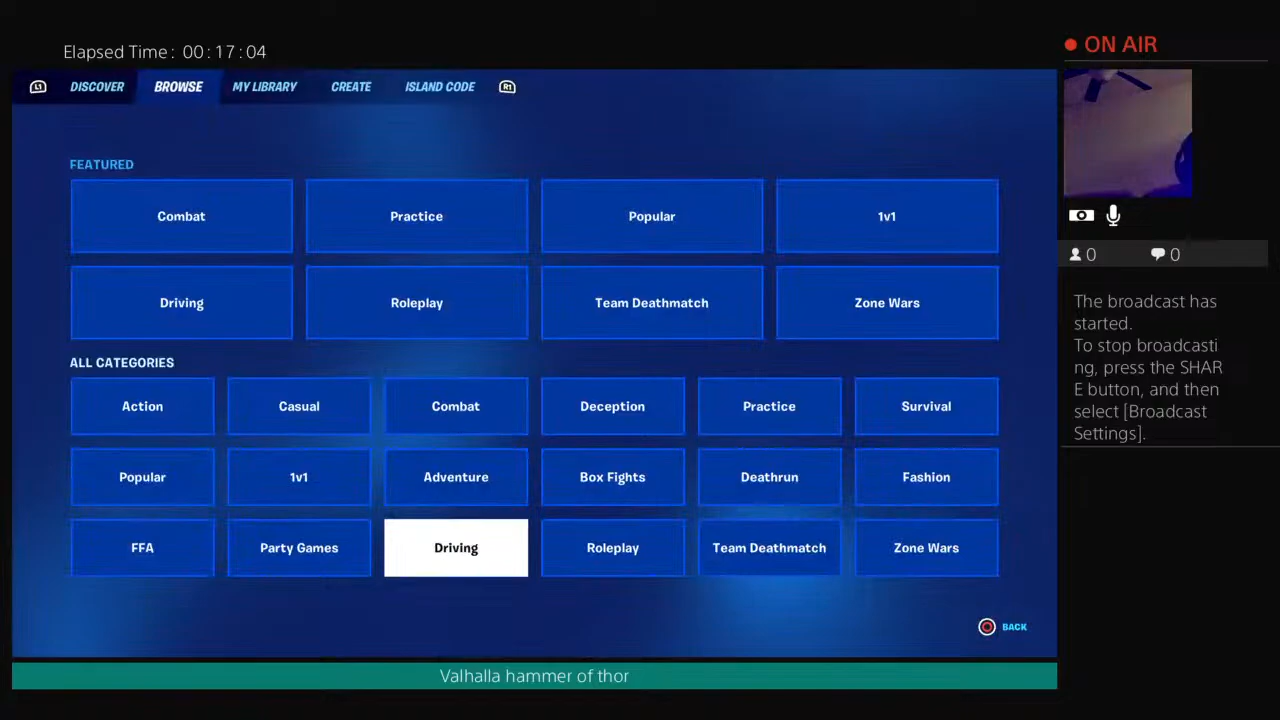 Elapsed Time: 00:17:04
ON AIR
L1 DISCOVER BROWSE MY LIBRARY CREATE ISLAND CODE R1
FEATURED
Combat Practice Popular 1v1
Driving Roleplay Team Deathmatch Zone Wars
ALL CATEGORIES
Action Casual Combat Deception Practice Survival
Popular 1v1 Adventure Box Fights Deathrun Fashion
FFA Party Games Driving Roleplay Team Deathmatch Zone Wars
BACK
Valhalla hammer of thor
0 0
The broadcast has
started.
To stop broadcasti
ng, press the SHAR
E button, and then
select [Broadcast
Settings].